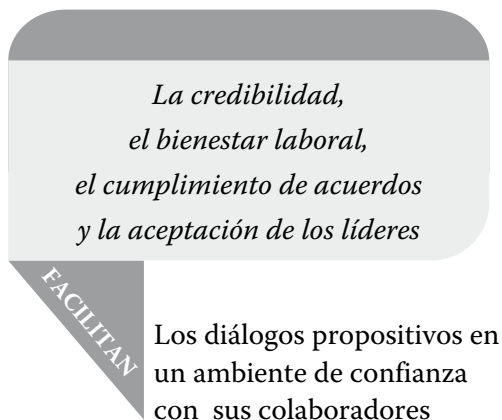 La credibilidad,
el bienestar laboral,
el cumplimiento de acuerdos
y la aceptación de los líderes
FACILITAN
Los diálogos propositivos en
un ambiente de confianza
con sus colaboradores